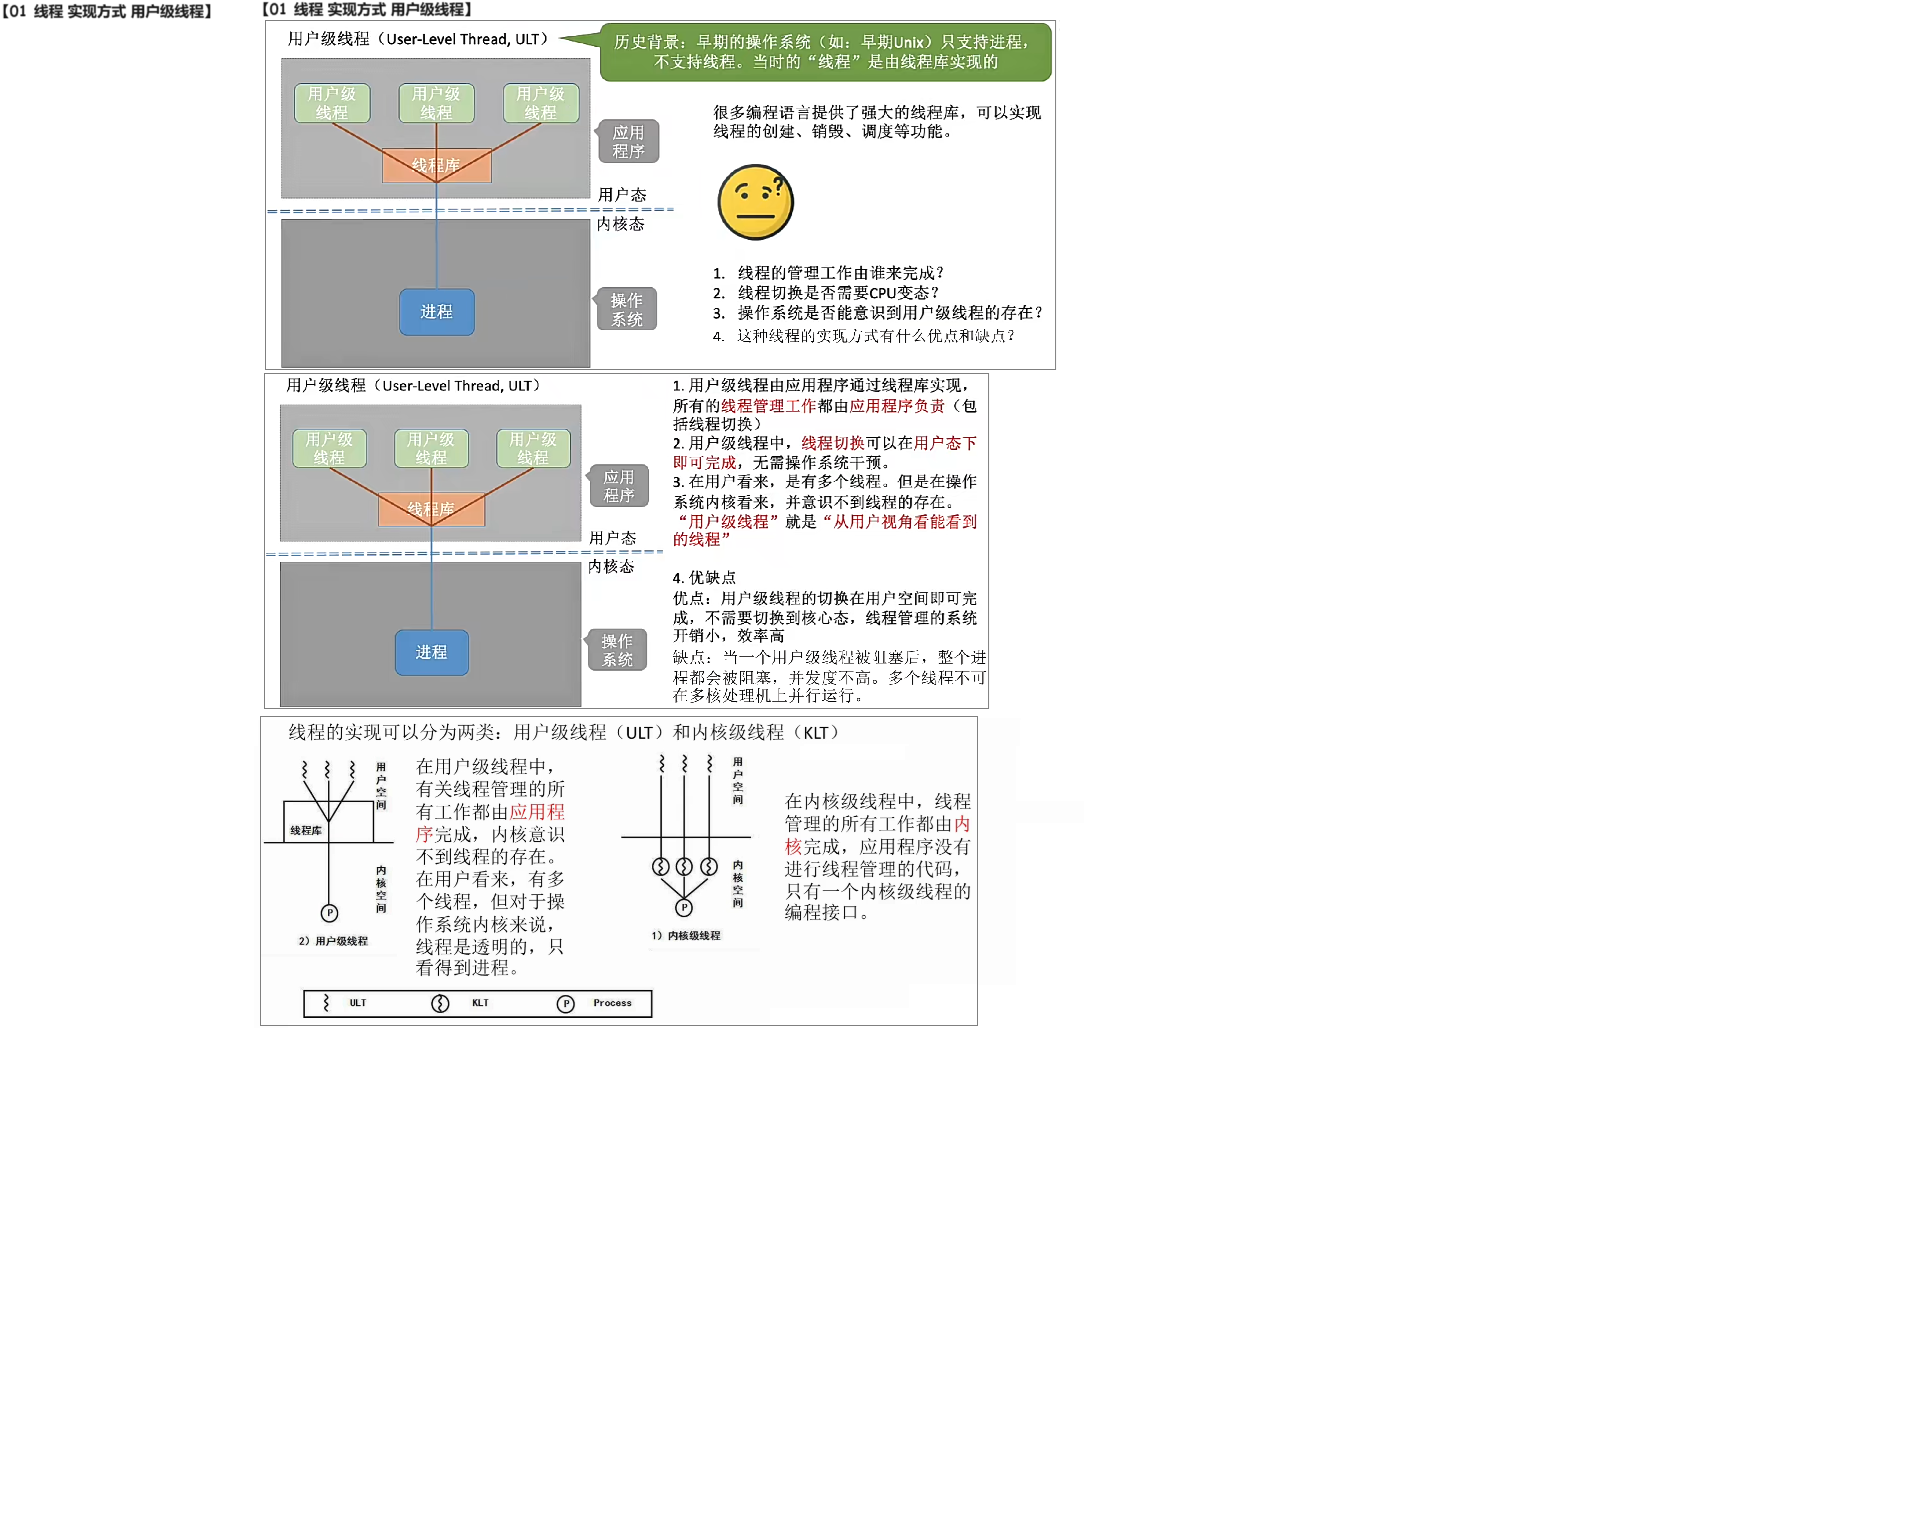 【01 线程 实现方式 用户级线程】
【01 线程 实现方式 用户级线程】
用户级线程（User-Level Thread, ULT）
历史背景：早期的操作系统（如：早期Unix）只支持进程，
不支持线程。当时的“线程”是由线程库实现的
用户级
线程
用户级
线程
用户级
线程
线程库
应用
程序
用户态
内核态
进程
操作
系统
很多编程语言提供了强大的线程库，可以实现
线程的创建、销毁、调度等功能。
?
1. 线程的管理工作由谁来完成？
2. 线程切换是否需要CPU变态？
3. 操作系统是否能意识到用户级线程的存在？
4. 这种线程的实现方式有什么优点和缺点？
用户级线程（User-Level Thread, ULT）
用户级
线程
用户级
线程
用户级
线程
线程库
应用
程序
用户态
内核态
进程
操作
系统
1. 用户级线程由应用程序通过线程库实现，
所有的线程管理工作都由应用程序负责（包
括线程切换）
2. 用户级线程中，线程切换可以在用户态下
即可完成，无需操作系统干预。
3. 在用户看来，是有多个线程。但是在操作
系统内核看来，并意识不到线程的存在。
“用户级线程”就是“从用户视角看能看到
的线程”
4. 优缺点
优点：用户级线程的切换在用户空间即可完
成，不需要切换到核心态，线程管理的系统
开销小，效率高
缺点：当一个用户级线程被阻塞后，整个进
程都会被阻塞，并发度不高。多个线程不可
在多核处理机上并行运行。
线程的实现可以分为两类：用户级线程（ULT）和内核级线程（KLT）
用户空间
线程库
内核空间
P
2）用户级线程
在用户级线程中，
有关线程管理的所
有工作都由应用程
序完成，内核意识
不到线程的存在。
在用户看来，有多
个线程，但对于操
作系统内核来说，
线程是透明的，只
看得到进程。
用户空间
内核空间
P
1）内核级线程
在内核级线程中，线程
管理的所有工作都由内
核完成，应用程序没有
进行线程管理的代码，
只有一个内核级线程的
编程接口。
ULT KLT P Process